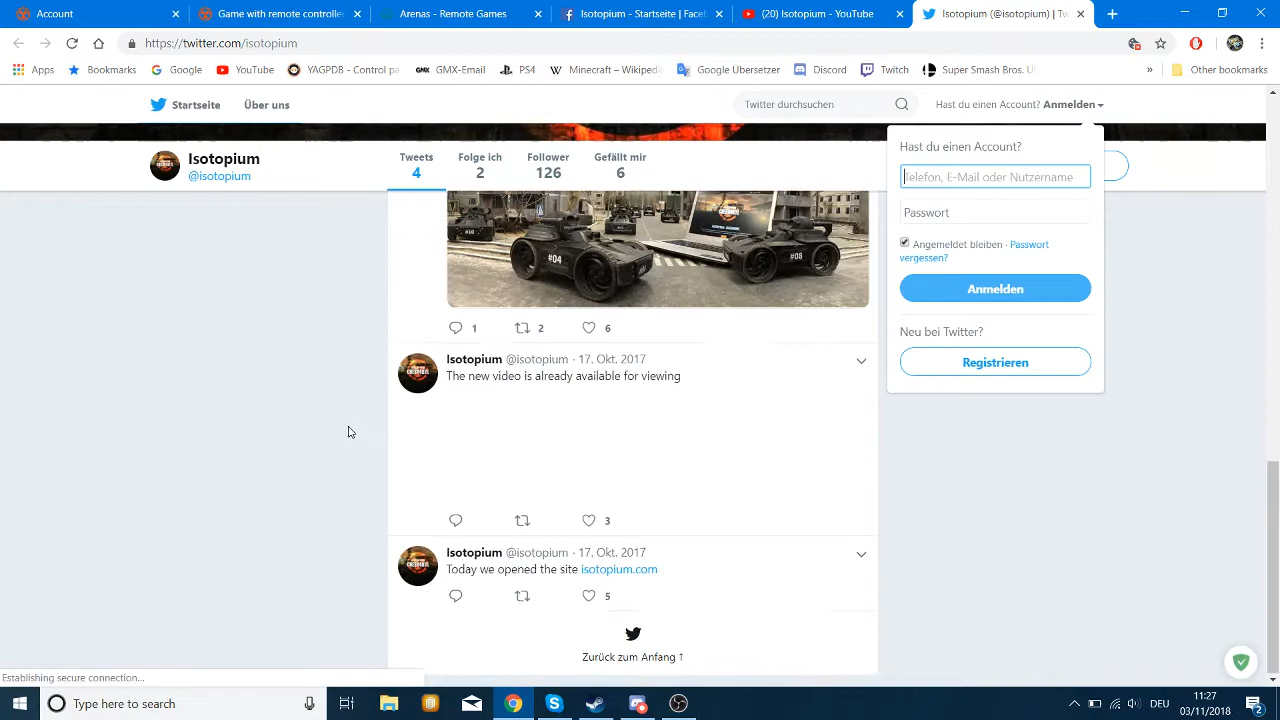 Account
Game with remote controlle
Arenas - Remote Games
Isotopium - Startseite | Facet
(20) Isotopium - YouTube
Isotopium (@isotopium) | Tw
https://twitter.com/isotopium
Apps
Bookmarks
Google
YouTube
YAGPDB - Control pa
GMX
GMX-Email
PS4
Minecraft – Wikipedi
Google Übersetzer
Discord
Twitch
Super Smash Bros. Ul
»
Other bookmarks
Startseite
Über uns
Twitter durchsuchen
Hast du einen Account? Anmelden
Isotopium
@isotopium
Tweets
4
Folge ich
2
Follower
126
Gefällt mir
6
Hast du einen Account?
Telefon, E-Mail oder Nutzername
Passwort
Angemeldet bleiben · Passwort
vergessen?
Anmelden
Neu bei Twitter?
Registrieren
#04
#08
1
2
6
Isotopium @isotopium · 17. Okt. 2017
The new video is already available for viewing
3
Isotopium @isotopium · 17. Okt. 2017
Today we opened the site isotopium.com
5
Zurück zum Anfang ↑
Establishing secure connection...
Type here to search
DEU
11:27
03/11/2018
2